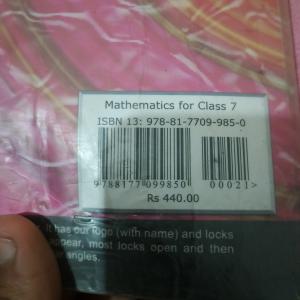 Mathematics for Class 7
ISBN 13: 978-81-7709-985-0
9788177099850 00021>
Rs 440.00
It has our logo (with name) and locks
appear, most locks open and then
angles.